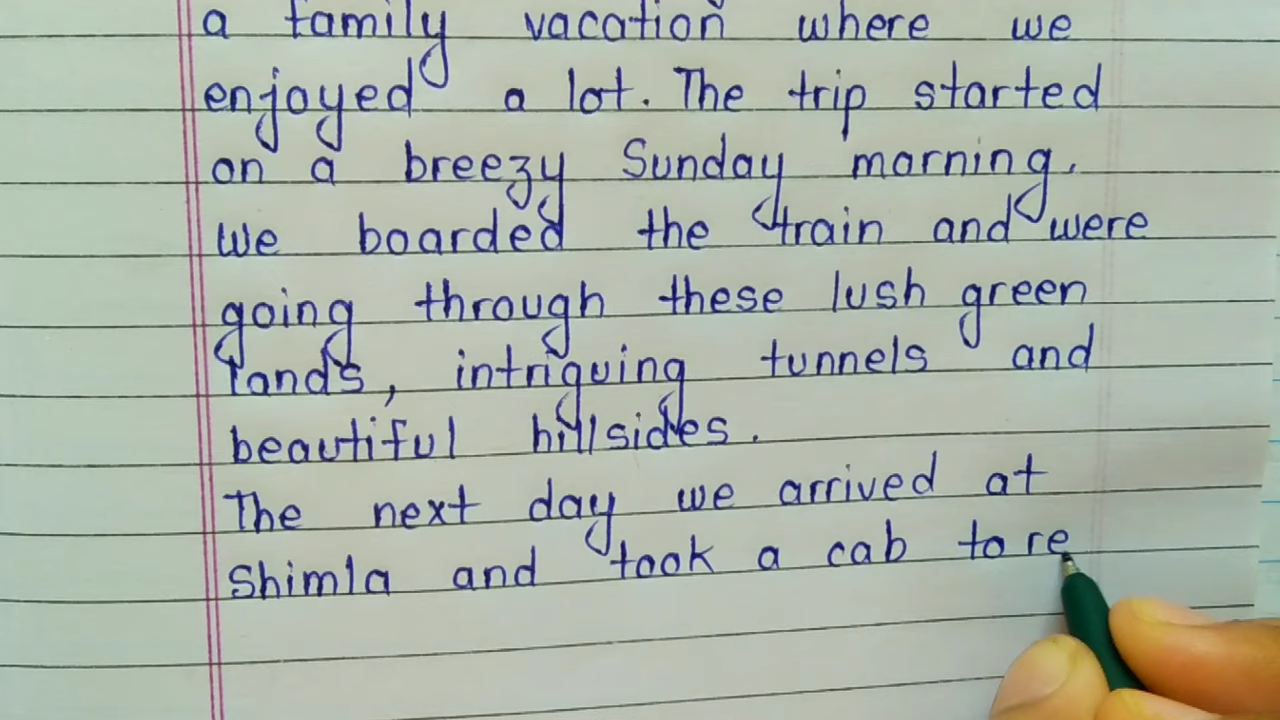 a family vacation where we
enjoyed a lot. The trip started
on a breezy Sunday morning.
We boarded the train and were
going through these lush green
lands, intriguing tunnels and
beautiful hillsides.
The next day we arrived at
Shimla and took a cab to re